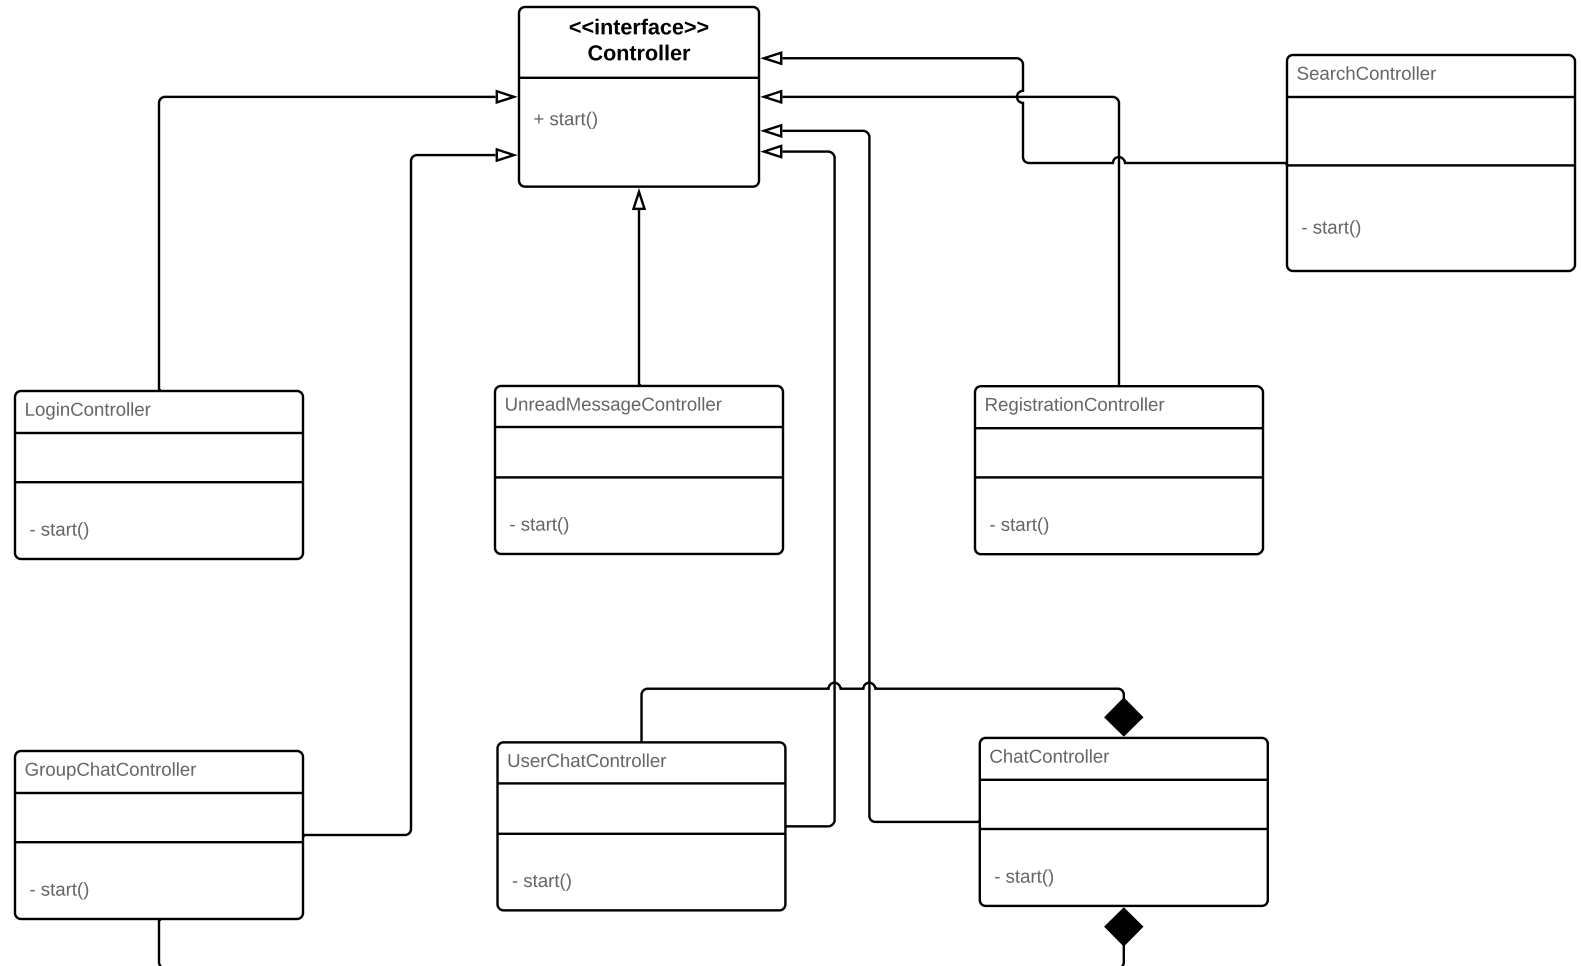 <<interface>>
Controller
+ start()
SearchController
- start()
LoginController
- start()
UnreadMessageController
- start()
RegistrationController
- start()
GroupChatController
- start()
UserChatController
- start()
ChatController
- start()